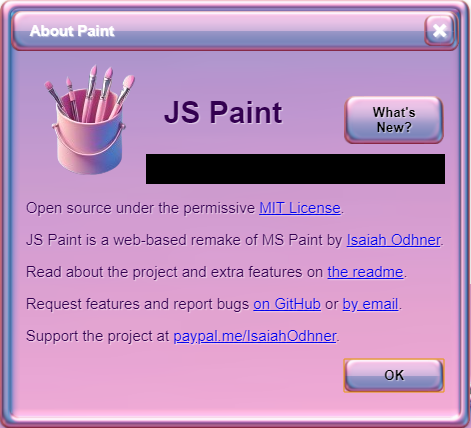 About Paint
JS Paint
What's
New?
Open source under the permissive MIT License.
JS Paint is a web-based remake of MS Paint by Isaiah Odhner.
Read about the project and extra features on the readme.
Request features and report bugs on GitHub or by email.
Support the project at paypal.me/IsaiahOdhner.
OK